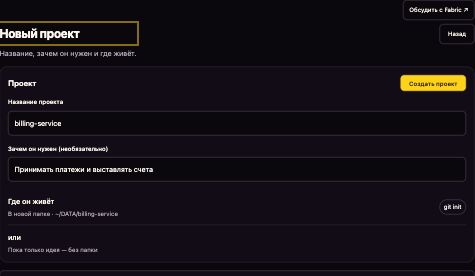 Обсудить с Fabric ↗
Новый проект
Назад
Название, зачем он нужен и где живёт.
Проект
Создать проект
Название проекта
billing-service
Зачем он нужен (необязательно)
Принимать платежи и выставлять счета
Где он живёт
В новой папке · ~/DATA/billing-service
git init
или
Пока только идея — без папки